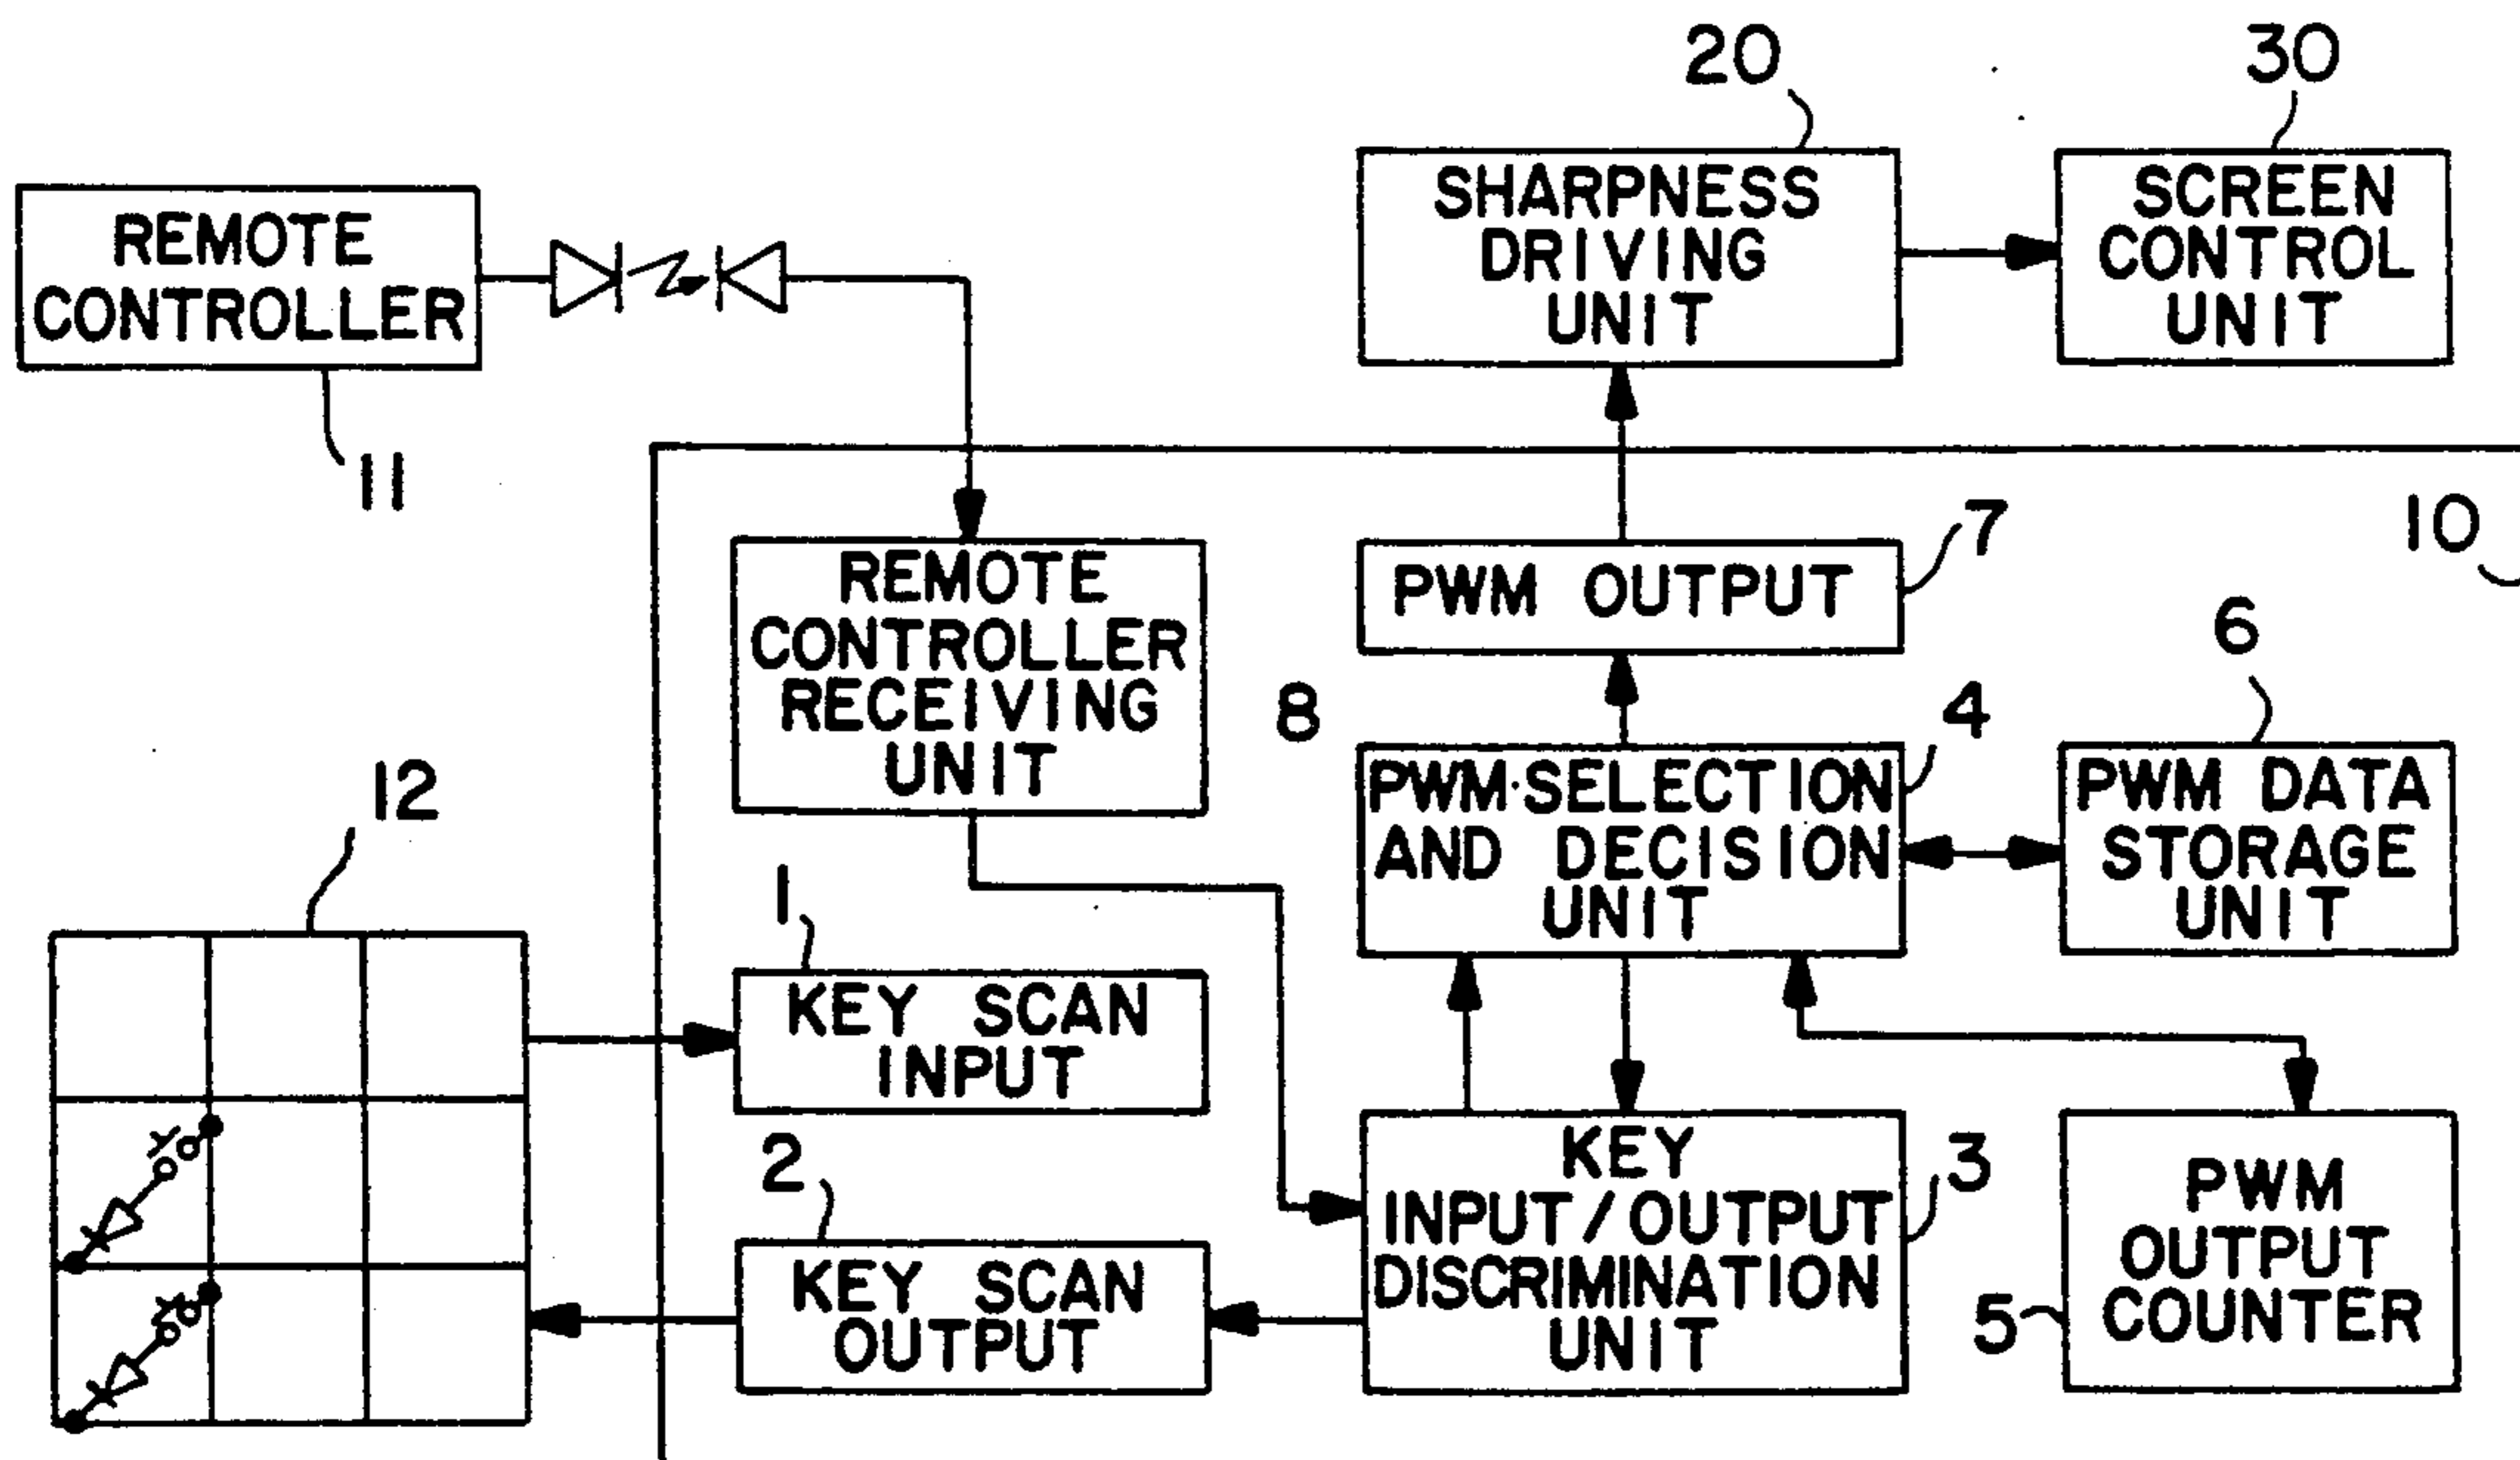 20
30
REMOTE
CONTROLLER
11
SHARPNESS
DRIVING
UNIT
SCREEN
CONTROL
UNIT
10
REMOTE
CONTROLLER
RECEIVING
UNIT
8
PWM OUTPUT
7
6
4
PWM SELECTION
AND DECISION
UNIT
PWM DATA
STORAGE
UNIT
12
1
KEY SCAN
INPUT
2
KEY SCAN
OUTPUT
KEY
INPUT/OUTPUT
DISCRIMINATION
UNIT
3
5
PWM
OUTPUT
COUNTER